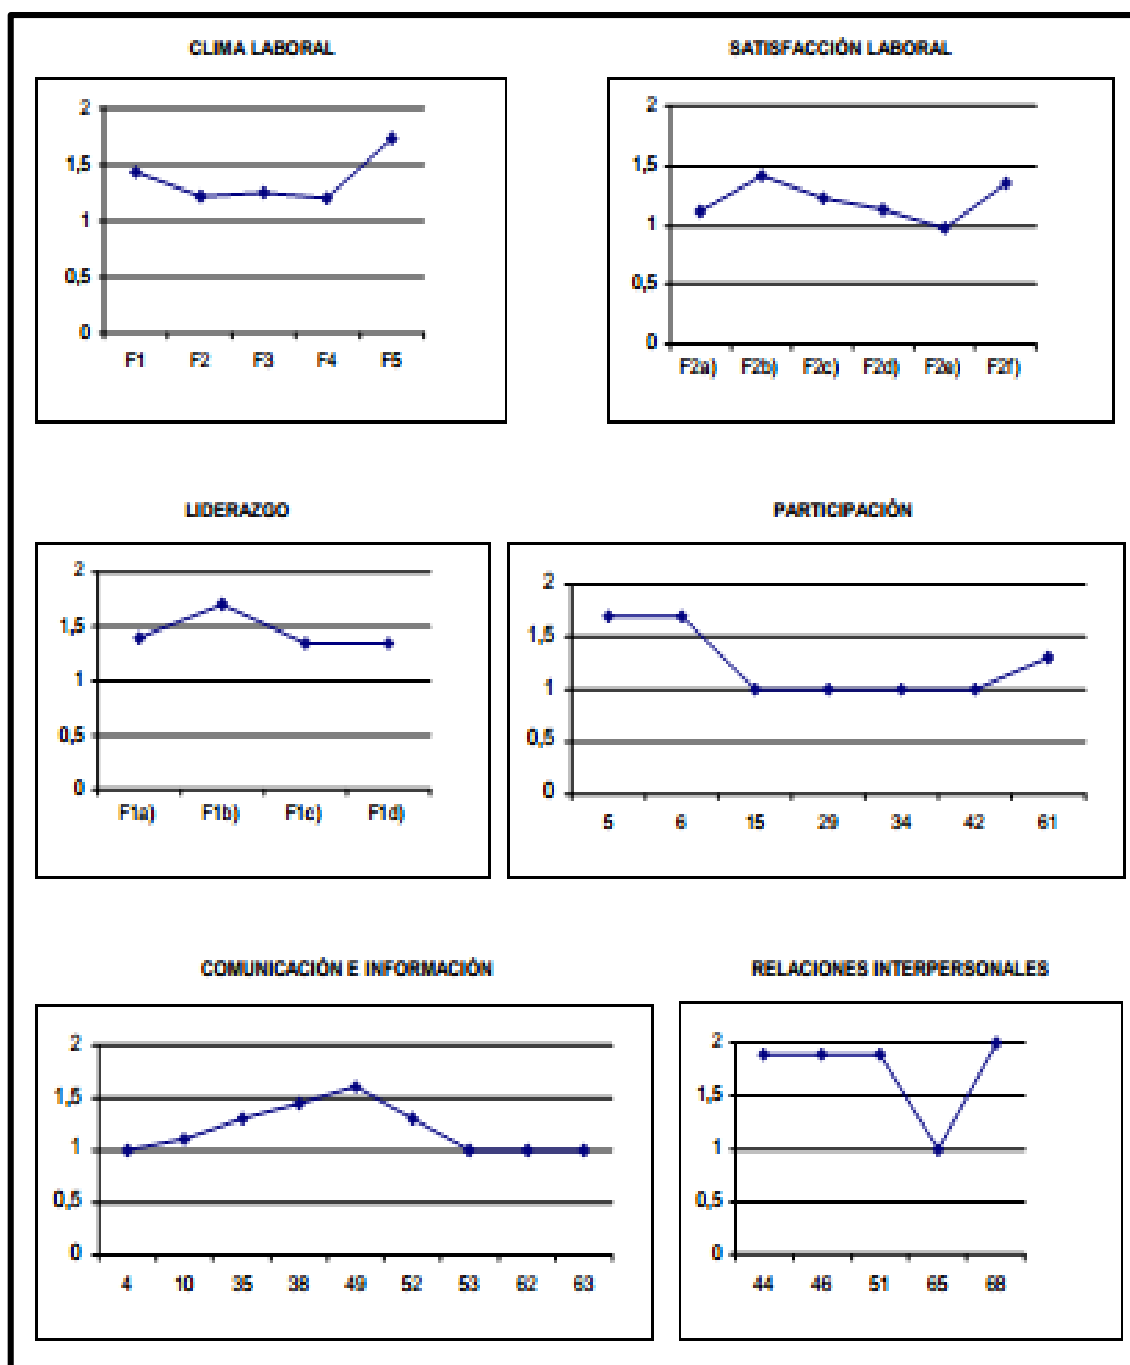 CLIMA LABORAL
2
1,5
1
0,5
0
F1 F2 F3 F4 F5
SATISFACCIÓN LABORAL
2
1,5
1
0,5
0
F2a) F2b) F2c) F2d) F2e) F2f)
LIDERAZGO
2
1,5
1
0,5
0
F1a) F1b) F1c) F1d)
PARTICIPACIÓN
2
1,5
1
0,5
0
5 6 15 29 34 42 61
COMUNICACIÓN E INFORMACIÓN
2
1,5
1
0,5
0
4 10 35 38 49 52 53 62 63
RELACIONES INTERPERSONALES
2
1,5
1
0,5
0
44 46 51 65 68